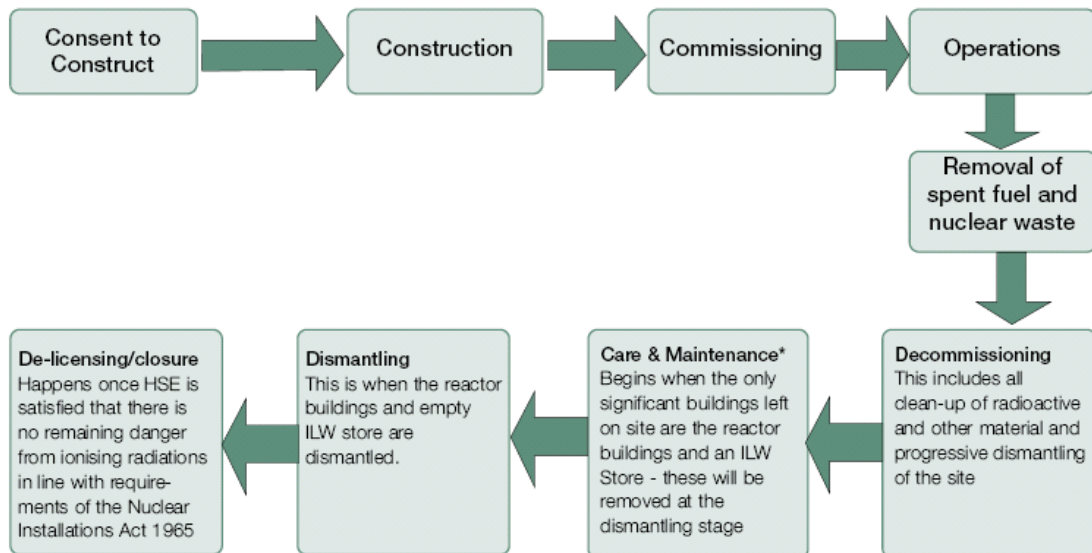 Consent to
Construct
Construction
Commissioning
Operations
Removal of
spent fuel and
nuclear waste
Decommissioning
This includes all
clean-up of radioactive
and other material and
progressive dismantling
of the site
Care & Maintenance*
Begins when the only
significant buildings left
on site are the reactor
buildings and an ILW
Store - these will be
removed at the
dismantling stage
Dismantling
This is when the reactor
buildings and empty
ILW store are
dismantled.
De-licensing/closure
Happens once HSE is
satisfied that there is
no remaining danger
from ionising radiations
in line with require-
ments of the Nuclear
Installations Act 1965